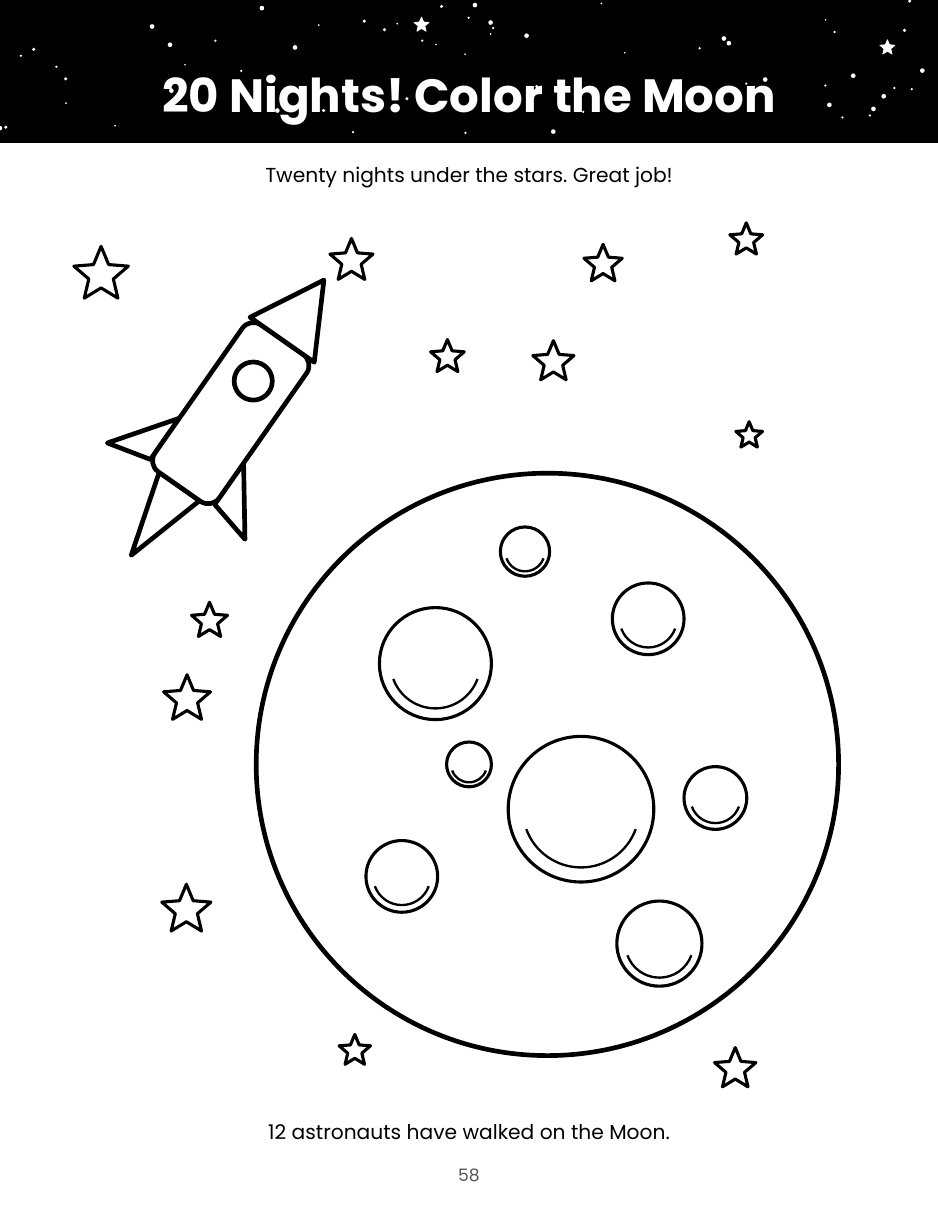 20 Nights! Color the Moon
Twenty nights under the stars. Great job!
12 astronauts have walked on the Moon.
58